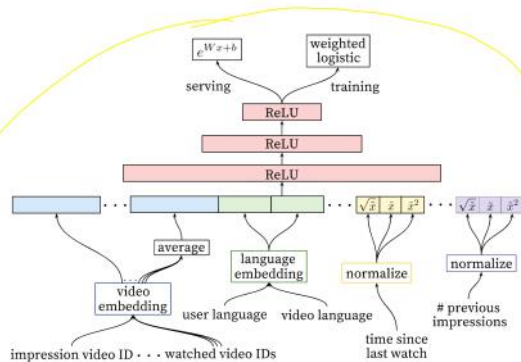 e^{Wx+b}
weighted
logistic
serving
training
ReLU
ReLU
ReLU
· · ·
· · ·
√x̃ x̃ x̃²
· · ·
√x̃ x̃ x̃²
average
language
embedding
normalize
normalize
· · ·
video
embedding
user language
video language
# previous
impressions
time since
last watch
impression video ID · · · watched video IDs